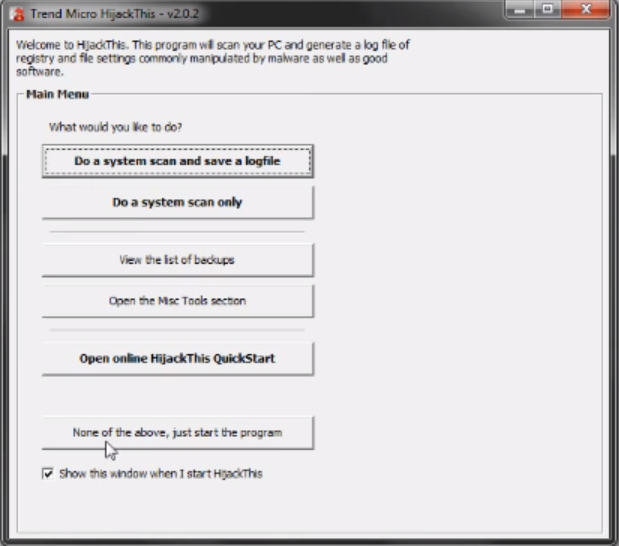 Trend Micro HijackThis - v2.0.2
Welcome to HijackThis. This program will scan your PC and generate a log file of
registry and file settings commonly manipulated by malware as well as good
software.
Main Menu
What would you like to do?
Do a system scan and save a logfile
Do a system scan only
View the list of backups
Open the Misc Tools section
Open online HijackThis QuickStart
None of the above, just start the program
Show this window when I start HijackThis